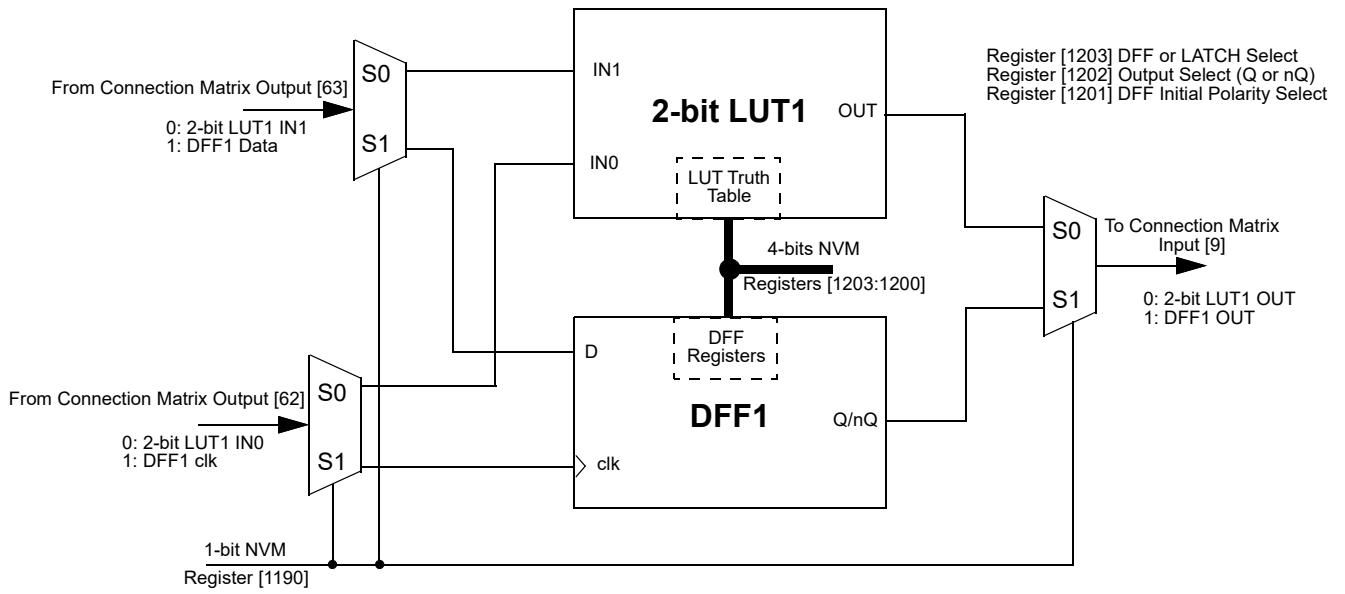 Register [1203] DFF or LATCH Select
Register [1202] Output Select (Q or nQ)
Register [1201] DFF Initial Polarity Select
From Connection Matrix Output [63]
0: 2-bit LUT1 IN1
1: DFF1 Data
S0
S1
IN1
IN0
2-bit LUT1
OUT
LUT Truth
Table
4-bits NVM
Registers [1203:1200]
S0
S1
To Connection Matrix
Input [9]
0: 2-bit LUT1 OUT
1: DFF1 OUT
DFF
Registers
D
clk
DFF1
Q/nQ
From Connection Matrix Output [62]
0: 2-bit LUT1 IN0
1: DFF1 clk
S0
S1
1-bit NVM
Register [1190]